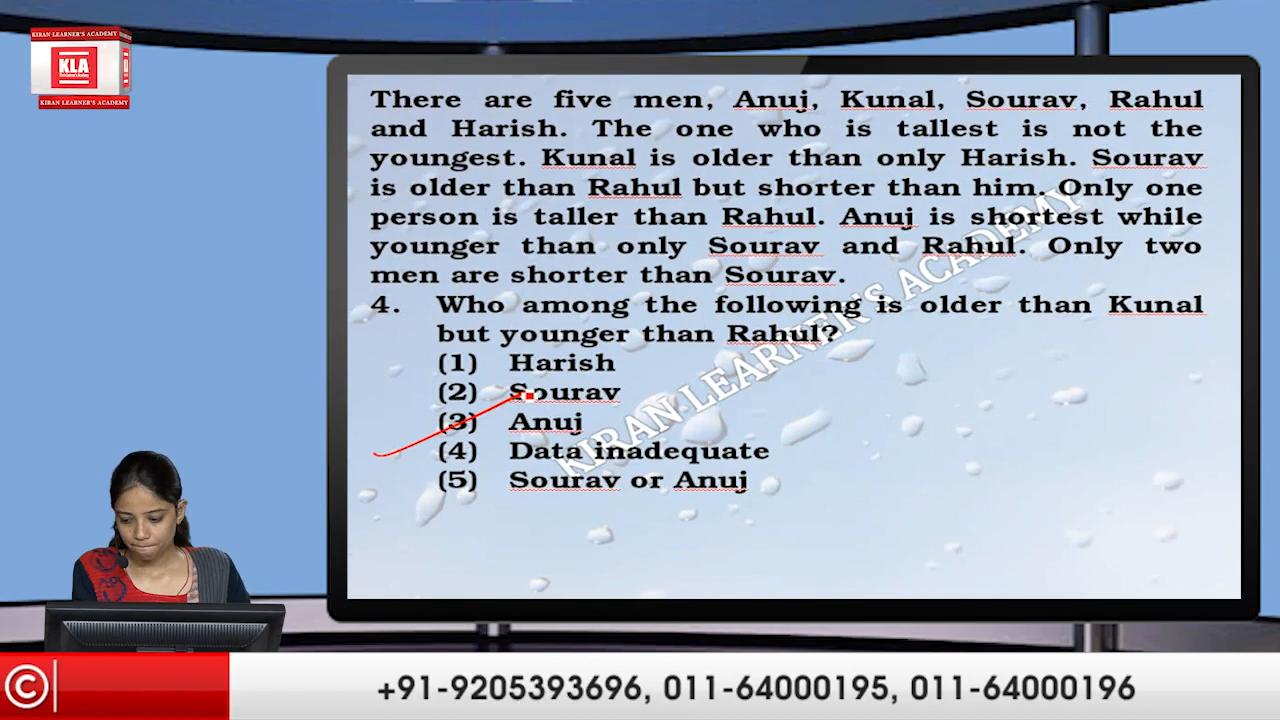 KIRAN LEARNER'S ACADEMY
KLA
KIRAN LEARNER'S ACADEMY
There are five men, Anuj, Kunal, Sourav, Rahul
and Harish. The one who is tallest is not the
youngest. Kunal is older than only Harish. Sourav
is older than Rahul but shorter than him. Only one
person is taller than Rahul. Anuj is shortest while
younger than only Sourav and Rahul. Only two
men are shorter than Sourav.
4. Who among the following is older than Kunal
but younger than Rahul?
(1) Harish
(2) Sourav
(3) Anuj
(4) Data inadequate
(5) Sourav or Anuj
KIRAN LEARNER'S ACADEMY
©
+91-9205393696, 011-64000195, 011-64000196